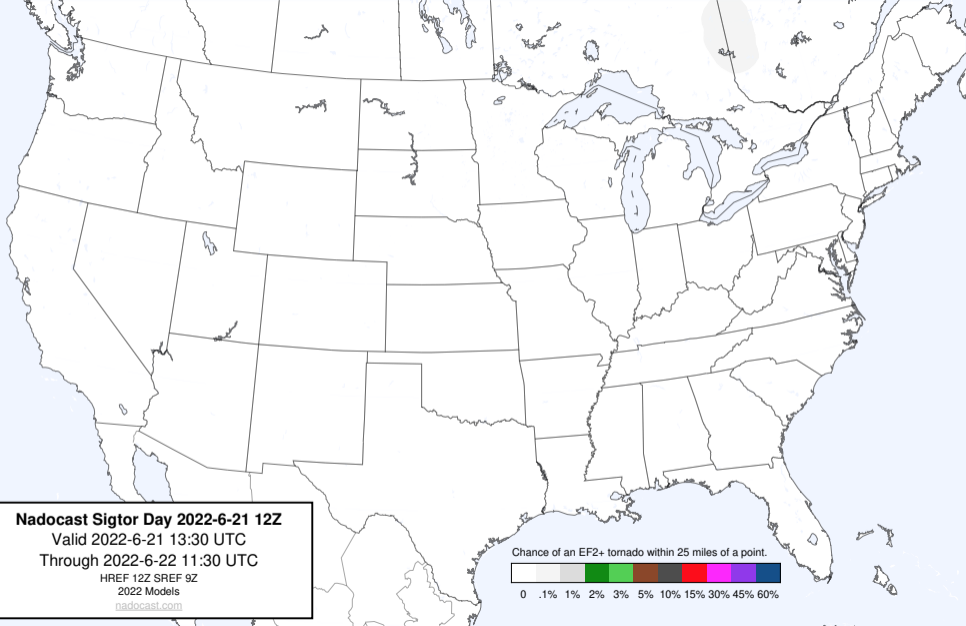 Nadocast Sigtor Day 2022-6-21 12Z
Valid 2022-6-21 13:30 UTC
Through 2022-6-22 11:30 UTC
HREF 12Z SREF 9Z
2022 Models
nadocast.com
Chance of an EF2+ tornado within 25 miles of a point.
0 .1% 1% 2% 3% 5% 10% 15% 30% 45% 60%